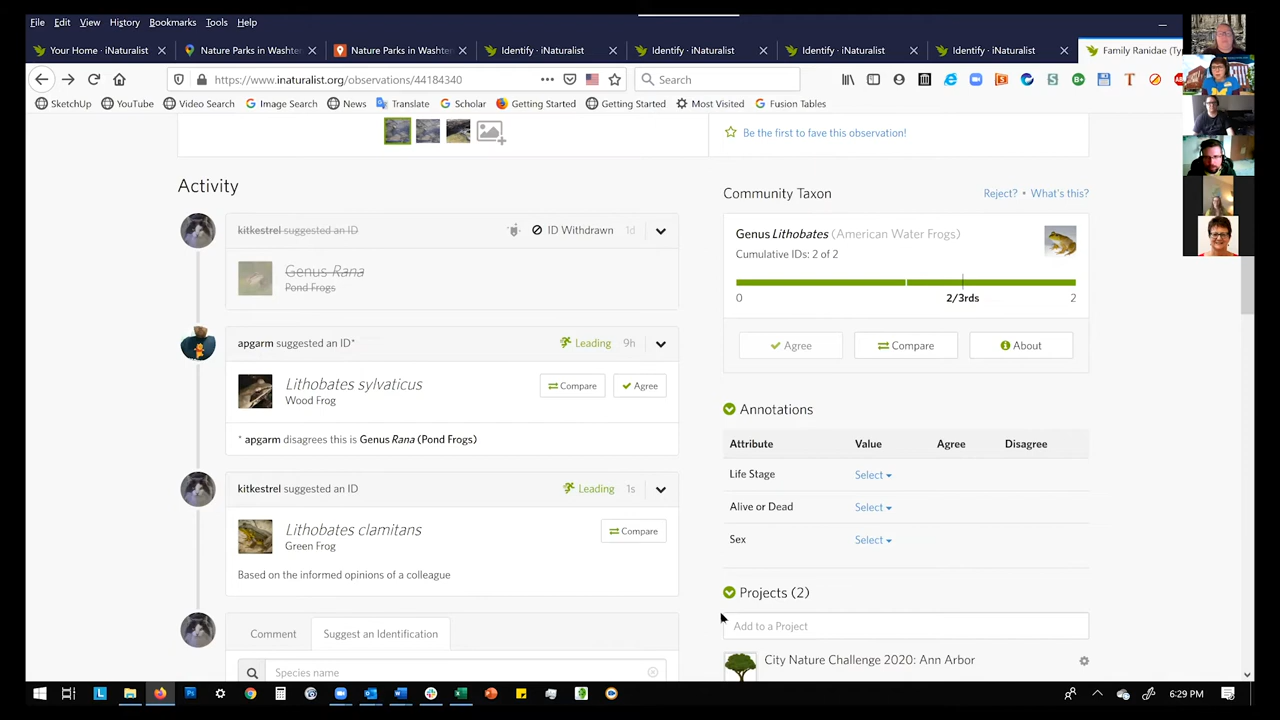 File Edit View History Bookmarks Tools Help
Your Home · iNaturalist Nature Parks in Washte Nature Parks in Washte Identify · iNaturalist Identify · iNaturalist Identify · iNaturalist Identify · iNaturalist Family Ranidae (Ty
https://www.inaturalist.org/observations/44184340 Search
SketchUp YouTube Video Search Image Search News Translate Scholar Getting Started Getting Started Most Visited Fusion Tables
Be the first to fave this observation!
Activity
kitkestrel suggested an ID ID Withdrawn 1d
Genus Rana
Pond Frogs
apgarm suggested an ID* Leading 9h
Lithobates sylvaticus
Wood Frog
Compare Agree
* apgarm disagrees this is Genus Rana (Pond Frogs)
kitkestrel suggested an ID Leading 1s
Lithobates clamitans
Green Frog
Compare
Based on the informed opinions of a colleague
Comment Suggest an Identification
Species name
Community Taxon Reject? • What's this?
Genus Lithobates (American Water Frogs)
Cumulative IDs: 2 of 2
0 2/3rds 2
Agree Compare About
Annotations
Attribute Value Agree Disagree
Life Stage Select
Alive or Dead Select
Sex Select
Projects (2)
Add to a Project
City Nature Challenge 2020: Ann Arbor
6:29 PM